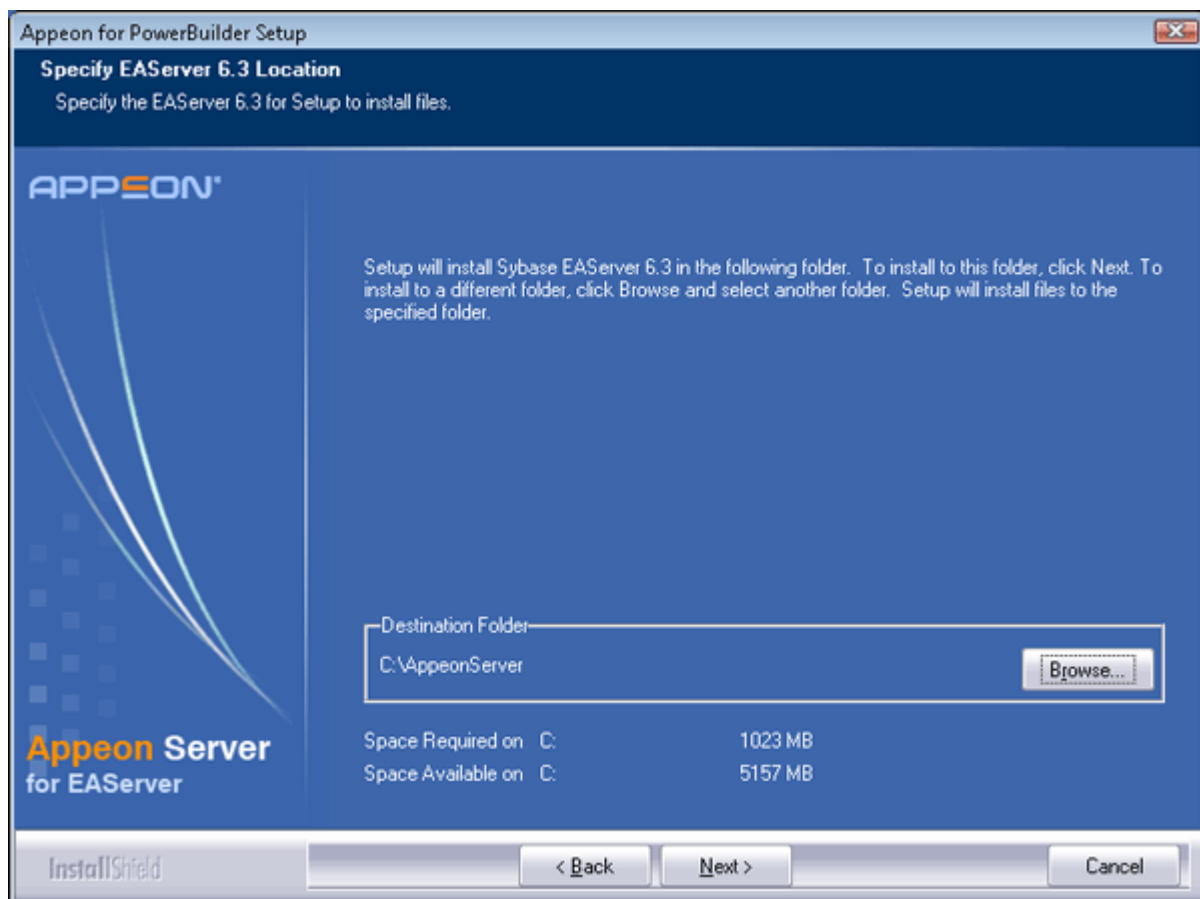 Appeon for PowerBuilder Setup
Specify EAServer 6.3 Location
Specify the EAServer 6.3 for Setup to install files.
APPEON
Setup will install Sybase EAServer 6.3 in the following folder. To install to this folder, click Next. To
install to a different folder, click Browse and select another folder. Setup will install files to the
specified folder.
Destination Folder
C:\AppeonServer
Browse...
Space Required on C: 1023 MB
Space Available on C: 5157 MB
Appeon Server
for EAServer
InstallShield
< Back
Next >
Cancel